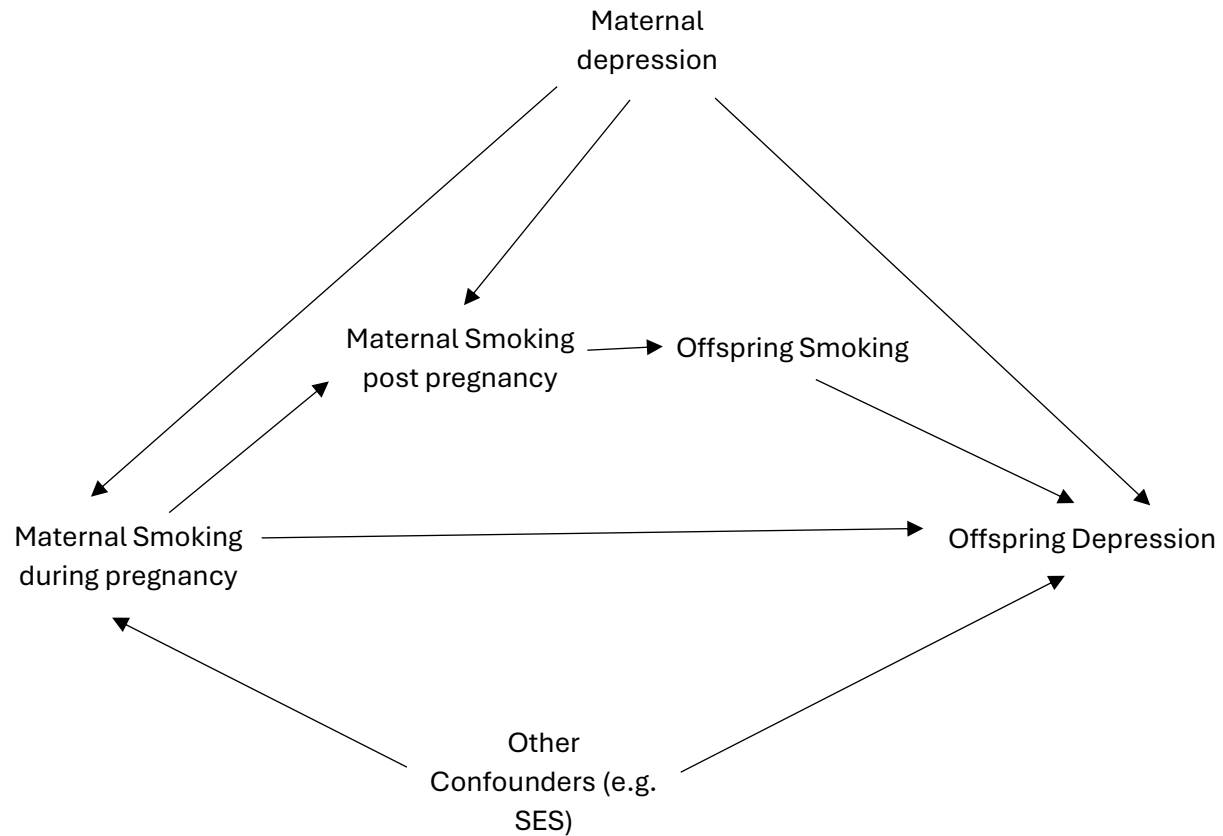 Maternal
depression
Maternal Smoking
post pregnancy
Offspring Smoking
Maternal Smoking
during pregnancy
Offspring Depression
Other
Confounders (e.g.
SES)